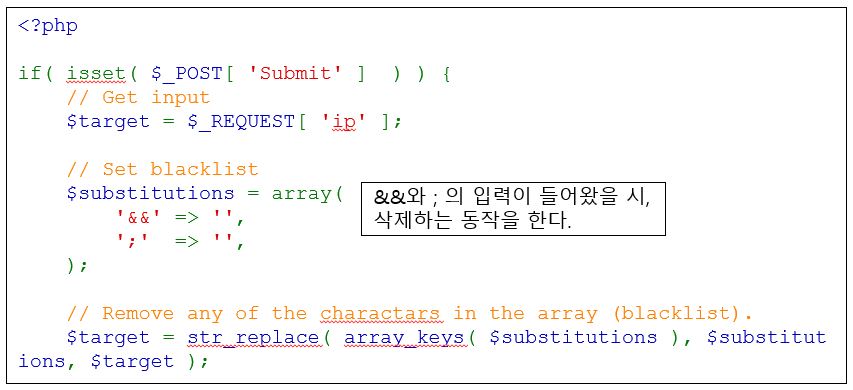 <?php
if( isset( $_POST[ 'Submit' ]  ) ) {
// Get input
$target = $_REQUEST[ 'ip' ];
// Set blacklist
$substitutions = array(
'&&' => '',
';'  => '',
);
&&와 ; 의 입력이 들어왔을 시,
삭제하는 동작을 한다.
// Remove any of the charactars in the array (blacklist).
$target = str_replace( array_keys( $substitutions ), $substitut
ions, $target );